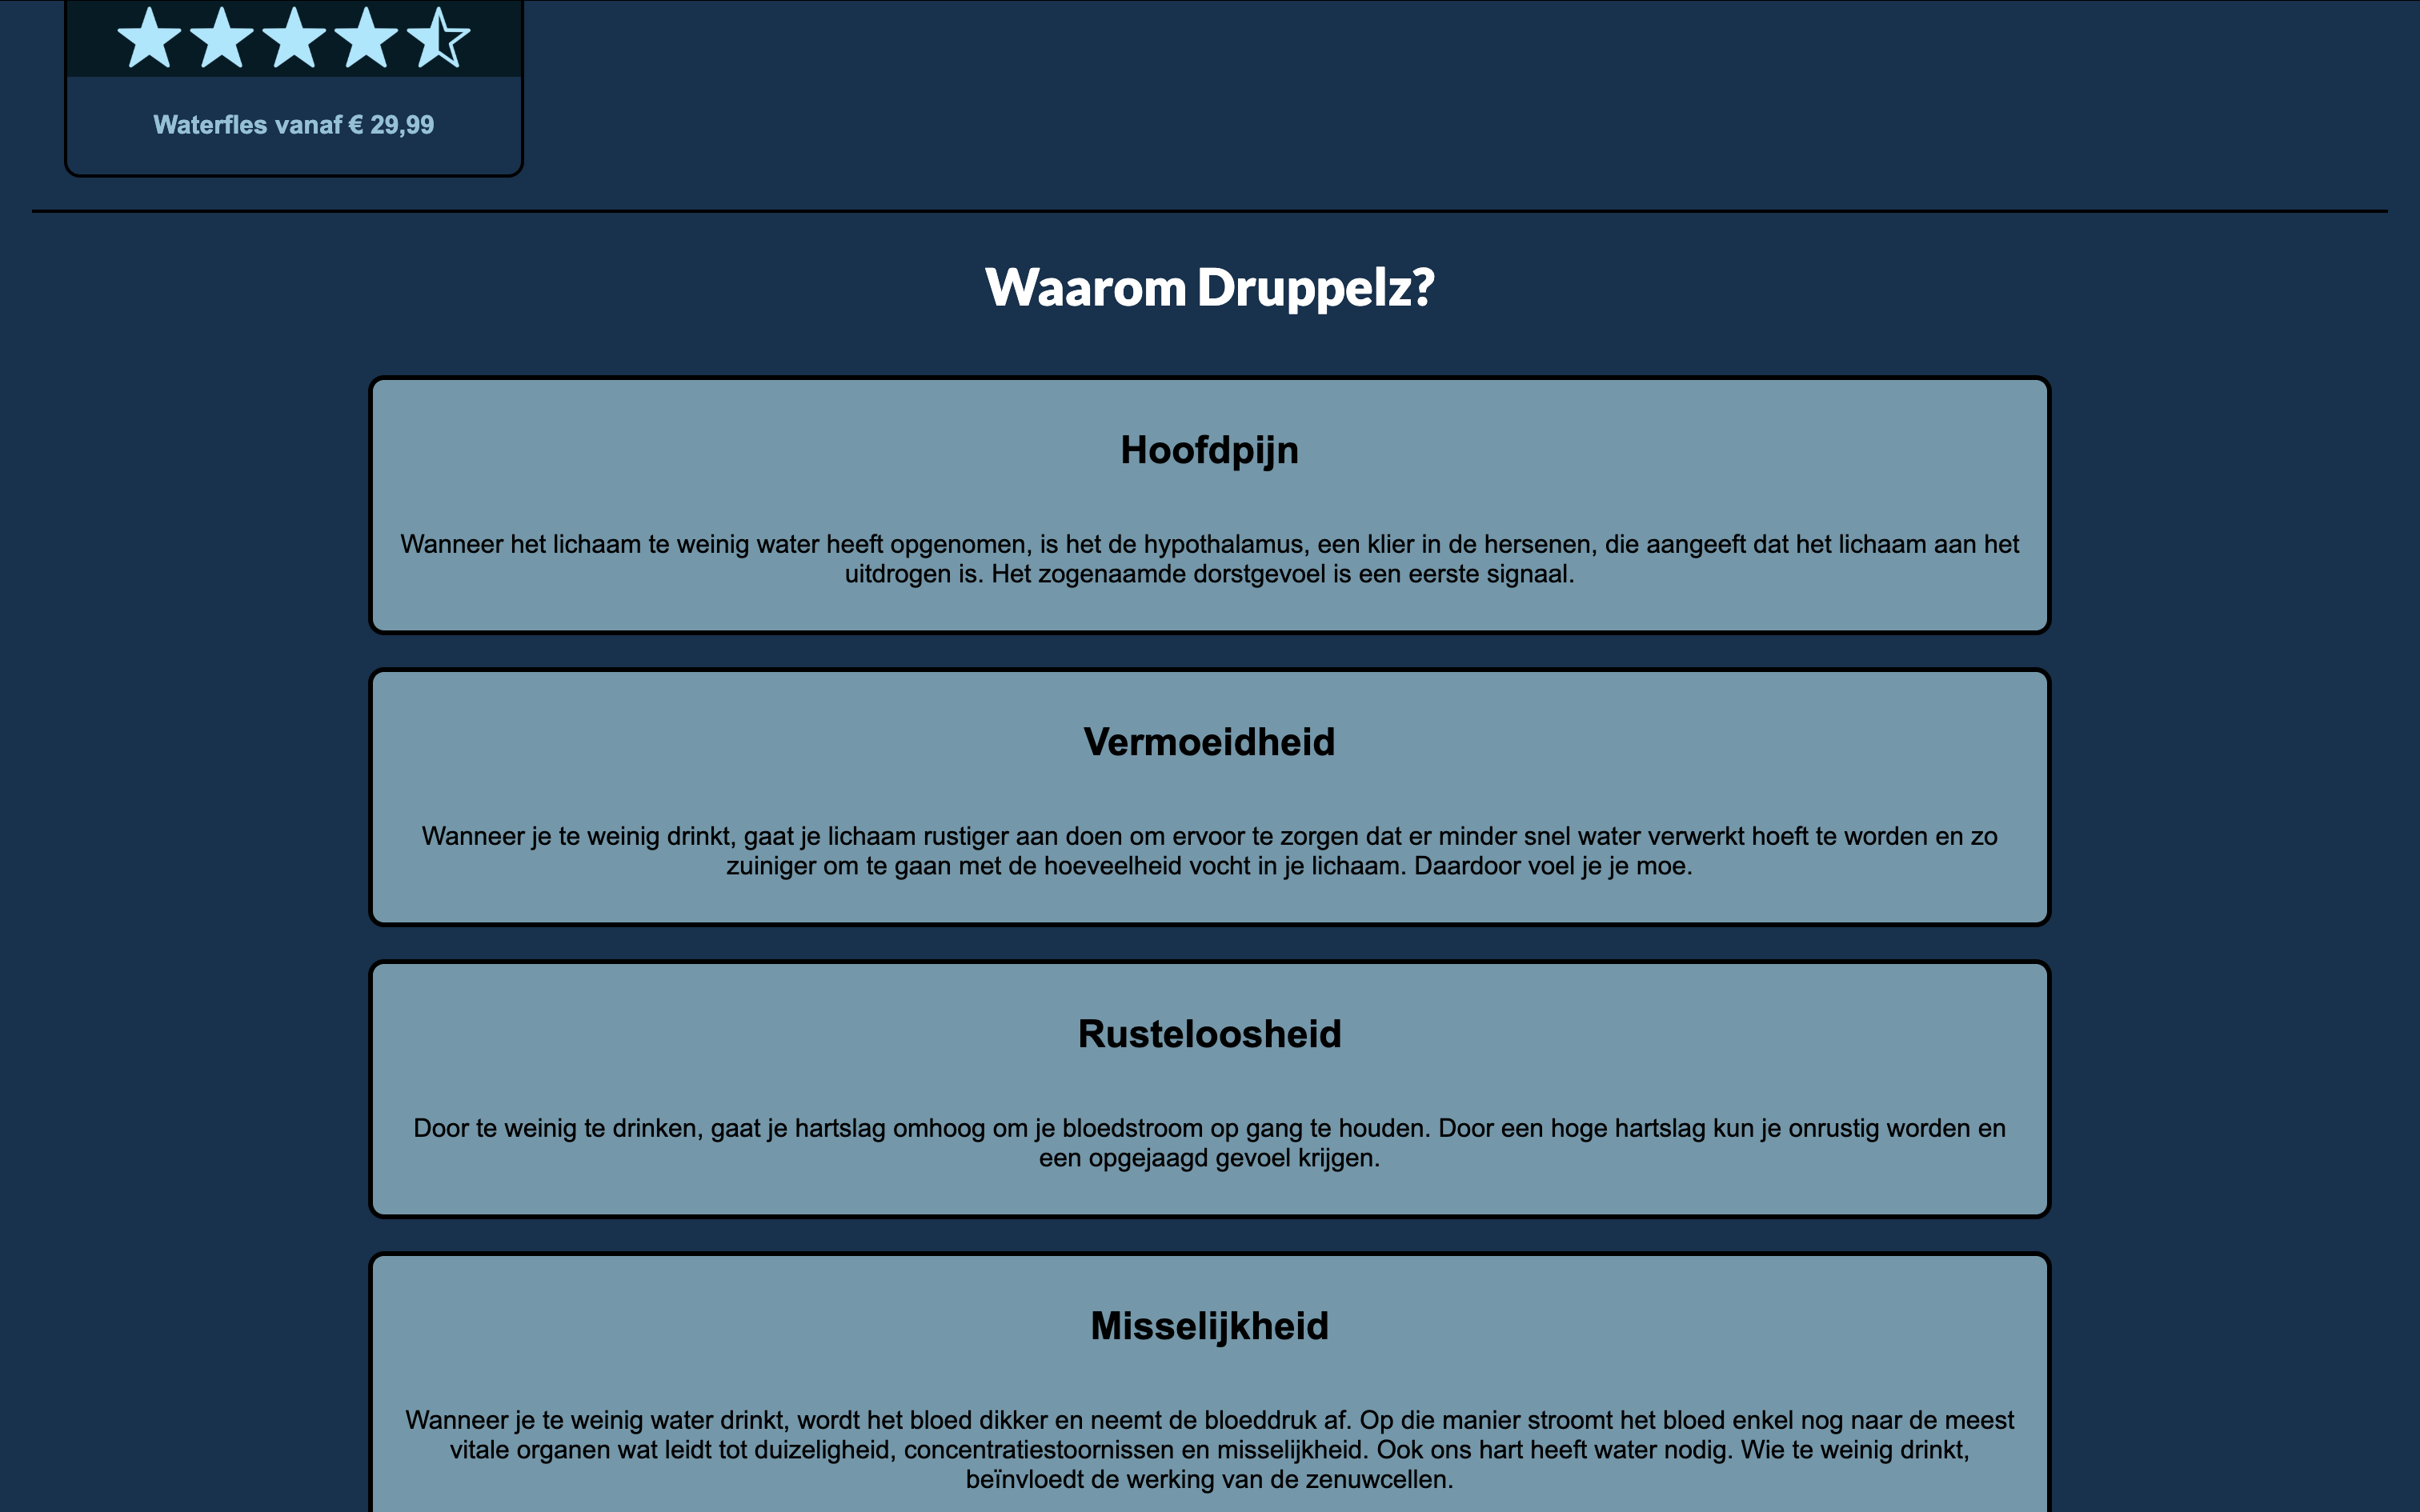 Waterfles vanaf € 29,99
Waarom Druppelz?
Hoofdpijn
Wanneer het lichaam te weinig water heeft opgenomen, is het de hypothalamus, een klier in de hersenen, die aangeeft dat het lichaam aan het
uitdrogen is. Het zogenaamde dorstgevoel is een eerste signaal.
Vermoeidheid
Wanneer je te weinig drinkt, gaat je lichaam rustiger aan doen om ervoor te zorgen dat er minder snel water verwerkt hoeft te worden en zo
zuiniger om te gaan met de hoeveelheid vocht in je lichaam. Daardoor voel je je moe.
Rusteloosheid
Door te weinig te drinken, gaat je hartslag omhoog om je bloedstroom op gang te houden. Door een hoge hartslag kun je onrustig worden en
een opgejaagd gevoel krijgen.
Misselijkheid
Wanneer je te weinig water drinkt, wordt het bloed dikker en neemt de bloeddruk af. Op die manier stroomt het bloed enkel nog naar de meest
vitale organen wat leidt tot duizeligheid, concentratiestoornissen en misselijkheid. Ook ons hart heeft water nodig. Wie te weinig drinkt,
beïnvloedt de werking van de zenuwcellen.